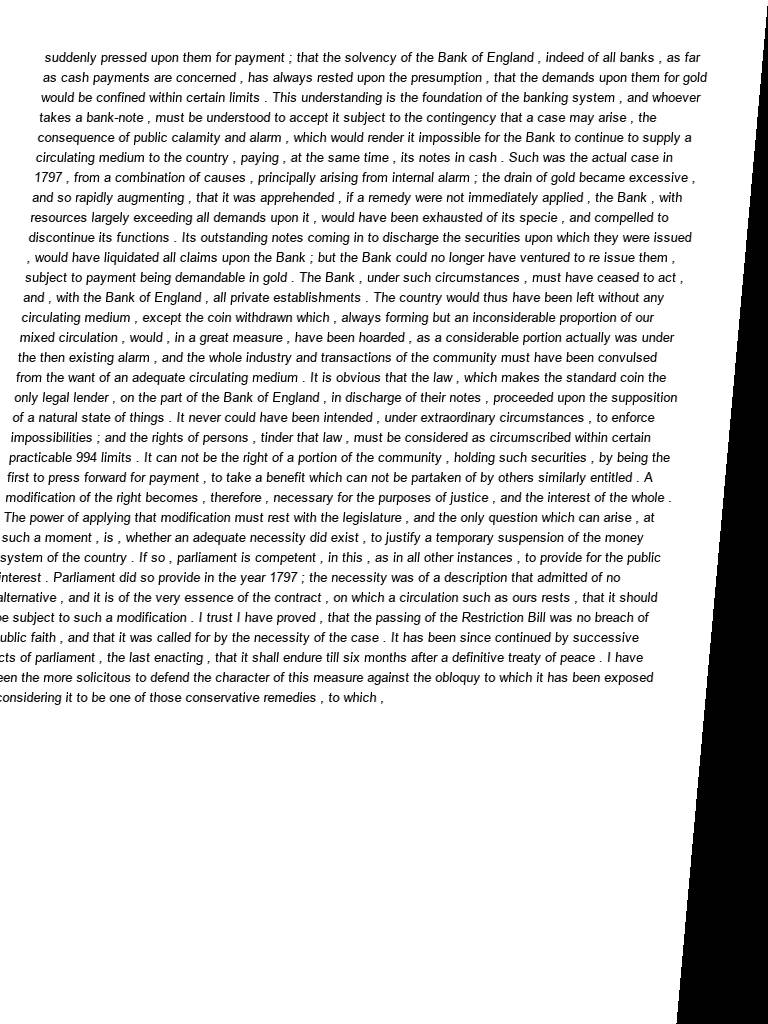 suddenly pressed upon them for payment ; that the solvency of the Bank of England , indeed of all banks , as far
as cash payments are concerned , has always rested upon the presumption , that the demands upon them for gold
would be confined within certain limits . This understanding is the foundation of the banking system , and whoever
takes a bank-note , must be understood to accept it subject to the contingency that a case may arise , the
consequence of public calamity and alarm , which would render it impossible for the Bank to continue to supply a
circulating medium to the country , paying , at the same time , its notes in cash . Such was the actual case in
1797 , from a combination of causes , principally arising from internal alarm ; the drain of gold became excessive ,
and so rapidly augmenting , that it was apprehended , if a remedy were not immediately applied , the Bank , with
resources largely exceeding all demands upon it , would have been exhausted of its specie , and compelled to
discontinue its functions . Its outstanding notes coming in to discharge the securities upon which they were issued
, would have liquidated all claims upon the Bank ; but the Bank could no longer have ventured to re issue them ,
subject to payment being demandable in gold . The Bank , under such circumstances , must have ceased to act ,
and , with the Bank of England , all private establishments . The country would thus have been left without any
circulating medium , except the coin withdrawn which , always forming but an inconsiderable proportion of our
mixed circulation , would , in a great measure , have been hoarded , as a considerable portion actually was under
the then existing alarm , and the whole industry and transactions of the community must have been convulsed
from the want of an adequate circulating medium . It is obvious that the law , which makes the standard coin the
only legal lender , on the part of the Bank of England , in discharge of their notes , proceeded upon the supposition
of a natural state of things . It never could have been intended , under extraordinary circumstances , to enforce
impossibilities ; and the rights of persons , tinder that law , must be considered as circumscribed within certain
practicable 994 limits . It can not be the right of a portion of the community , holding such securities , by being the
first to press forward for payment , to take a benefit which can not be partaken of by others similarly entitled . A
modification of the right becomes , therefore , necessary for the purposes of justice , and the interest of the whole .
The power of applying that modification must rest with the legislature , and the only question which can arise , at
such a moment , is , whether an adequate necessity did exist , to justify a temporary suspension of the money
system of the country . If so , parliament is competent , in this , as in all other instances , to provide for the public
interest . Parliament did so provide in the year 1797 ; the necessity was of a description that admitted of no
alternative , and it is of the very essence of the contract , on which a circulation such as ours rests , that it should
be subject to such a modification . I trust I have proved , that the passing of the Restriction Bill was no breach of
ublic faith , and that it was called for by the necessity of the case . It has been since continued by successive
cts of parliament , the last enacting , that it shall endure till six months after a definitive treaty of peace . I have
een the more solicitous to defend the character of this measure against the obloquy to which it has been exposed
considering it to be one of those conservative remedies , to which ,